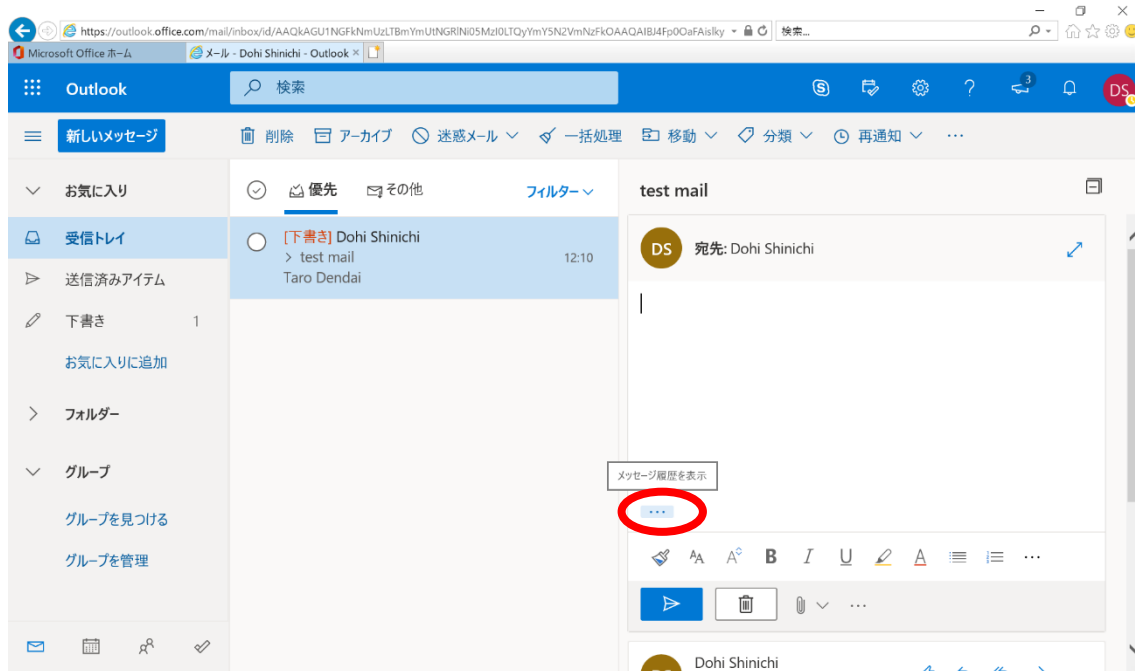 https://outlook.office.com/mail/inbox/id/AAQkAGU1NGFkNmUzLTBmYmUtNGRlNi05MzI0LTQyYmY5N2VmNzFkOAAQAIBJ4Fp0OaFAisIky
検索...
Microsoft Office ホーム
メール - Dohi Shinichi - Outlook
Outlook
検索
3
DS
新しいメッセージ
削除 アーカイブ 迷惑メール 一括処理 移動 分類 再通知 ...
お気に入り
優先 その他 フィルター
test mail
受信トレイ
[下書き] Dohi Shinichi
> test mail 12:10
Taro Dendai
DS 宛先: Dohi Shinichi
送信済みアイテム
下書き 1
お気に入りに追加
フォルダー
グループ
メッセージ履歴を表示
...
グループを見つける
グループを管理
AA A B I U A ...
...
Dohi Shinichi